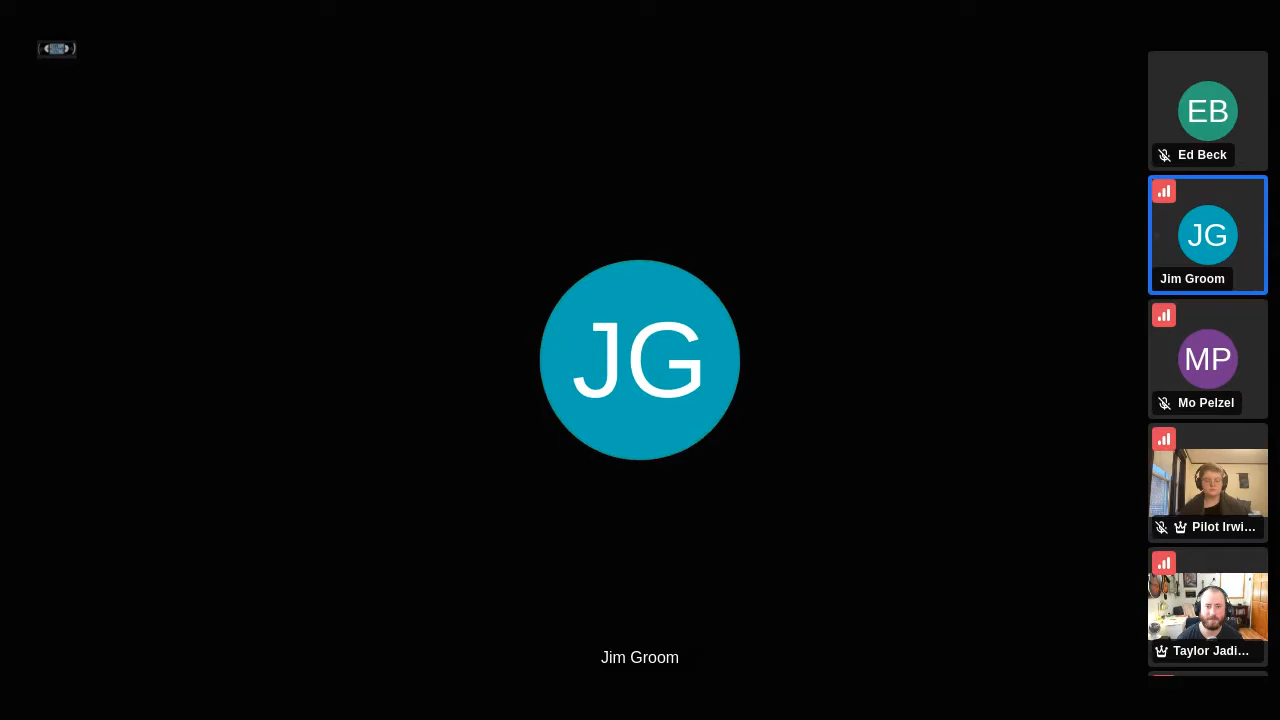 JG
Jim Groom
EB
Ed Beck
JG
Jim Groom
MP
Mo Pelzel
Pilot Irwi...
Taylor Jadi...